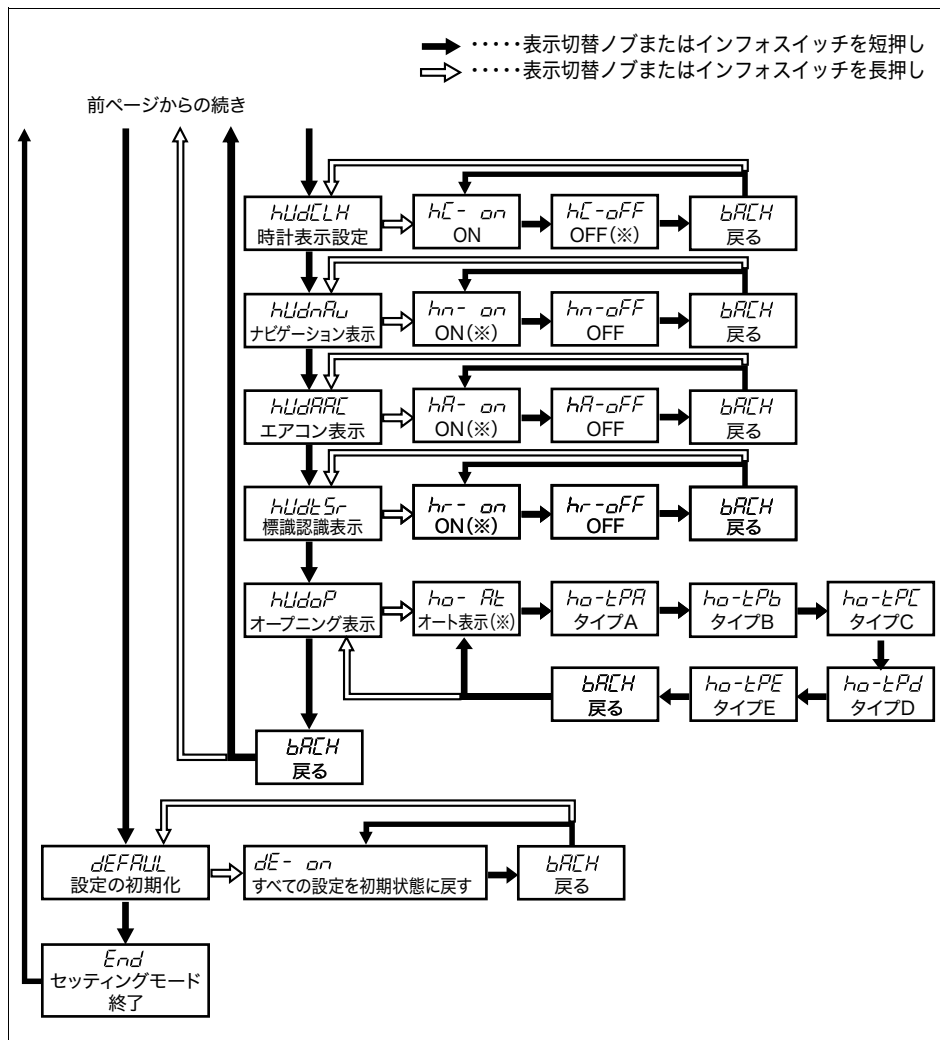 ・・・・・表示切替ノブまたはインフォスイッチを短押し
・・・・・表示切替ノブまたはインフォスイッチを長押し
前ページからの続き
hUdCLH
時計表示設定
hC- on
ON
hC-oFF
OFF(※)
bACH
戻る
hUdnAu
ナビゲーション表示
hn- on
ON(※)
hn-oFF
OFF
bACH
戻る
hUdAAC
エアコン表示
hA- on
ON(※)
hA-oFF
OFF
bACH
戻る
hUdtSr
標識認識表示
hr- on
ON(※)
hr-oFF
OFF
bACH
戻る
hUdoP
オープニング表示
ho- At
オート表示(※)
ho-tPA
タイプA
ho-tPb
タイプB
ho-tPC
タイプC
ho-tPd
タイプD
ho-tPE
タイプE
bACH
戻る
bACH
戻る
dEFAUL
設定の初期化
dE- on
すべての設定を初期状態に戻す
bACH
戻る
End
セッティングモード
終了